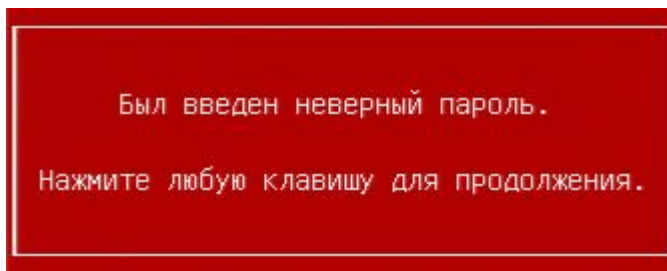 Был введен неверный пароль.
Нажмите любую клавишу для продолжения.